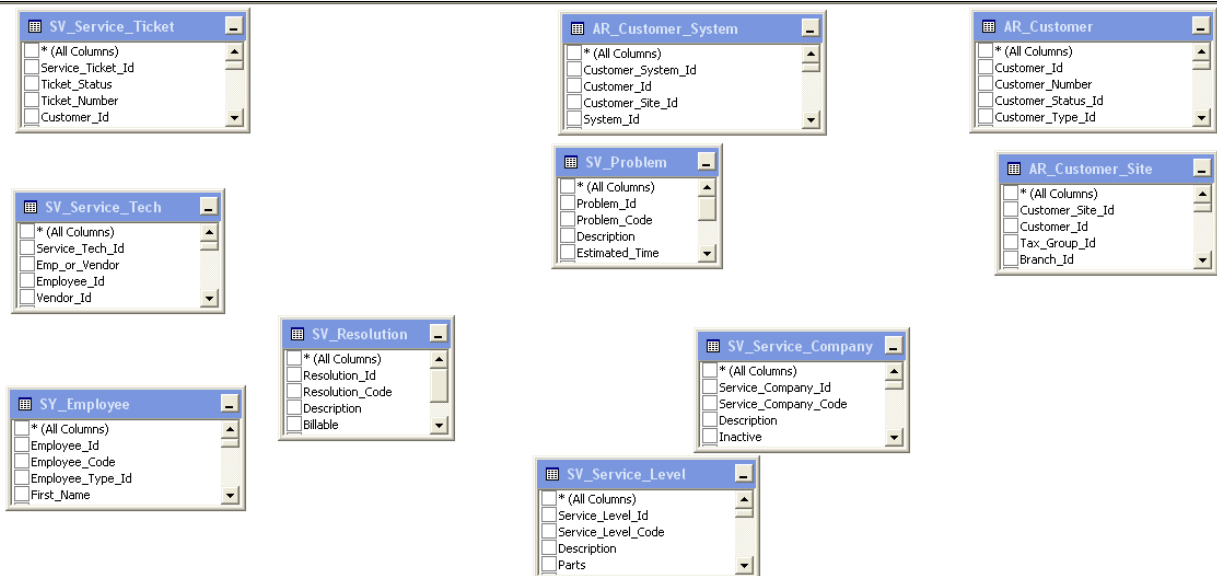 SV_Service_Ticket
* (All Columns)
Service_Ticket_Id
Ticket_Status
Ticket_Number
Customer_Id
AR_Customer_System
* (All Columns)
Customer_System_Id
Customer_Id
Customer_Site_Id
System_Id
AR_Customer
* (All Columns)
Customer_Id
Customer_Number
Customer_Status_Id
Customer_Type_Id
SV_Problem
* (All Columns)
Problem_Id
Problem_Code
Description
Estimated_Time
AR_Customer_Site
* (All Columns)
Customer_Site_Id
Customer_Id
Tax_Group_Id
Branch_Id
SV_Service_Tech
* (All Columns)
Service_Tech_Id
Emp_or_Vendor
Employee_Id
Vendor_Id
SV_Resolution
* (All Columns)
Resolution_Id
Resolution_Code
Description
Billable
SV_Service_Company
* (All Columns)
Service_Company_Id
Service_Company_Code
Description
Inactive
SY_Employee
* (All Columns)
Employee_Id
Employee_Code
Employee_Type_Id
First_Name
SV_Service_Level
* (All Columns)
Service_Level_Id
Service_Level_Code
Description
Parts